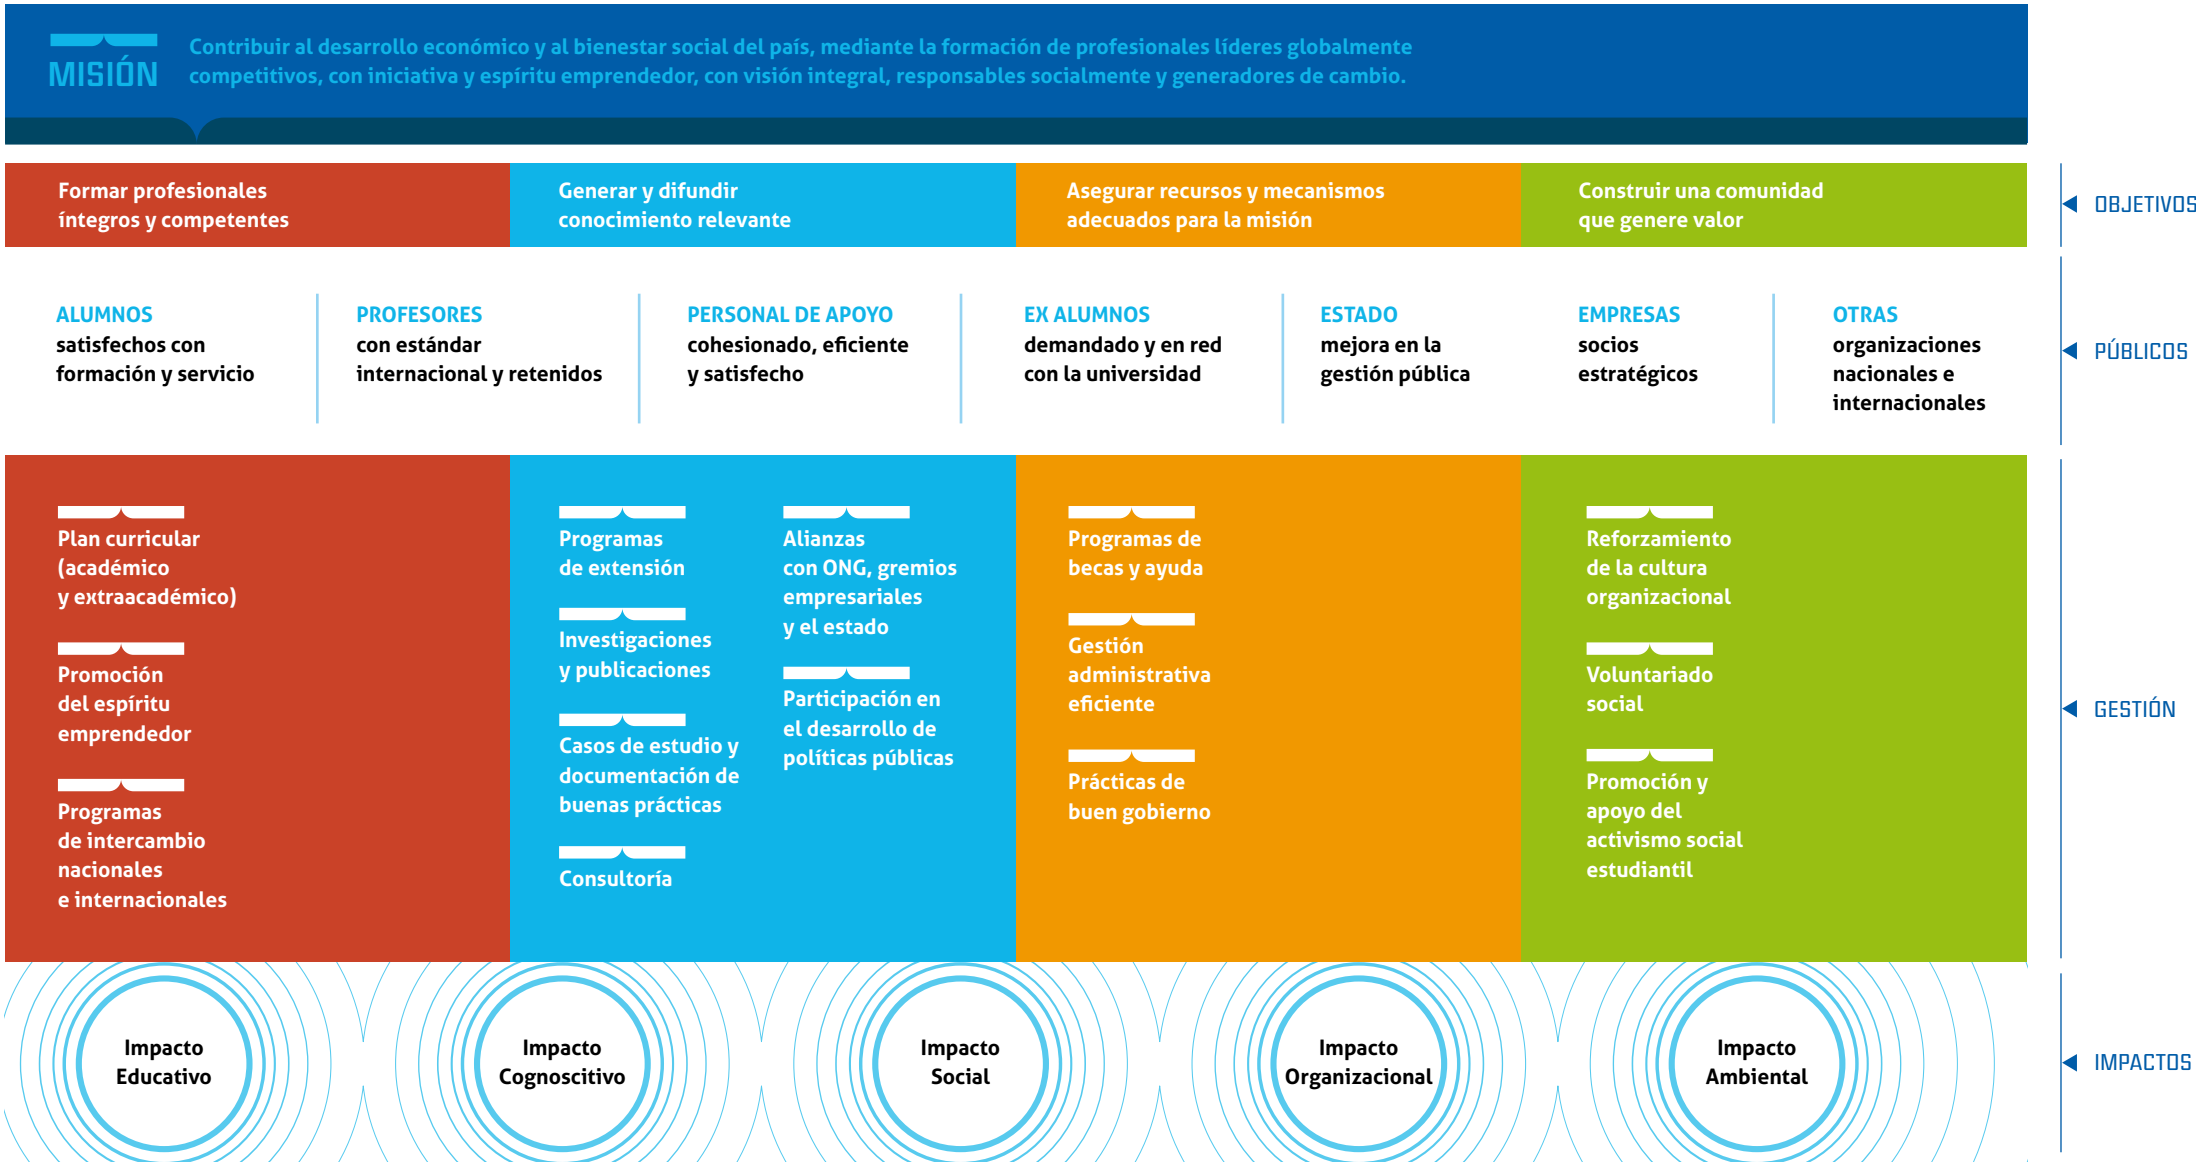 MISIÓN
Contribuir al desarrollo económico y al bienestar social del país, mediante la formación de profesionales líderes globalmente
competitivos, con iniciativa y espíritu emprendedor, con visión integral, responsables socialmente y generadores de cambio.
Formar profesionales
íntegros y competentes
Generar y difundir
conocimiento relevante
Asegurar recursos y mecanismos
adecuados para la misión
Construir una comunidad
que genere valor
OBJETIVOS
ALUMNOS
satisfechos con
formación y servicio
PROFESORES
con estándar
internacional y retenidos
PERSONAL DE APOYO
cohesionado, eficiente
y satisfecho
EX ALUMNOS
demandado y en red
con la universidad
ESTADO
mejora en la
gestión pública
EMPRESAS
socios
estratégicos
OTRAS
organizaciones
nacionales e
internacionales
PÚBLICOS
Plan curricular
(académico
y extraacadémico)
Promoción
del espíritu
emprendedor
Programas
de intercambio
nacionales
e internacionales
Programas
de extensión
Investigaciones
y publicaciones
Casos de estudio y
documentación de
buenas prácticas
Consultoría
Alianzas
con ONG, gremios
empresariales
y el estado
Participación en
el desarrollo de
políticas públicas
Programas de
becas y ayuda
Gestión
administrativa
eficiente
Prácticas de
buen gobierno
Reforzamiento
de la cultura
organizacional
Voluntariado
social
Promoción y
apoyo del
activismo social
estudiantil
GESTIÓN
Impacto
Educativo
Impacto
Cognoscitivo
Impacto
Social
Impacto
Organizacional
Impacto
Ambiental
IMPACTOS